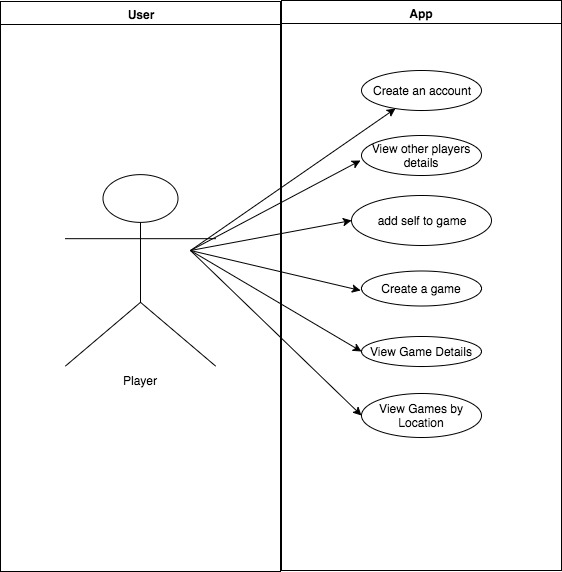 User
App
Create an account
View other players
details
add self to game
Create a game
View Game Details
View Games by
Location
Player